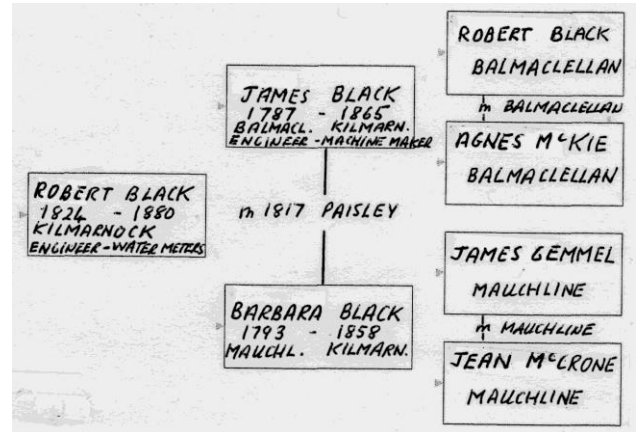 ROBERT BLACK
1824 - 1880
KILMARNOCK
ENGINEER - WATER METERS
JAMES BLACK
1787 - 1865
BALMACL. KILMARN.
ENGINEER - MACHINE MAKER
m 1817 PAISLEY
BARBARA BLACK
1793 - 1858
MAUCHL. KILMARN.
ROBERT BLACK
BALMACLELLAN
m BALMACLELLAN
AGNES McKIE
BALMACLELLAN
JAMES GEMMEL
MAUCHLINE
m MAUCHLINE
JEAN McCRONE
MAUCHLINE